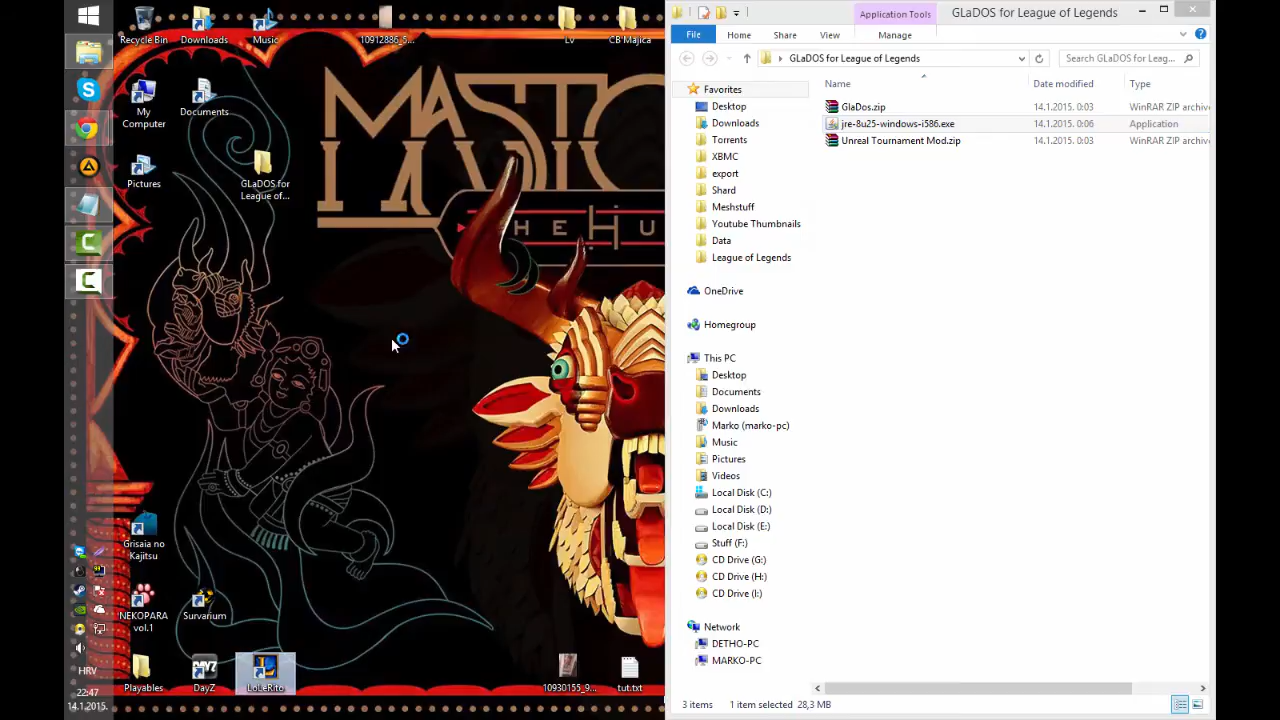 Recycle Bin
Downloads
Music
10912886_5...
LV
CB Majica
My
Computer
Documents
Pictures
GLaDOS for
League of...
MASTO
HE HU
Grisaia no
Kajitsu
NEKOPARA
vol.1
Survarium
Playables
DAYZ
DayZ
LoLeRito
10930155_9...
tut.txt
HRV
22:47
14.1.2015.
Application Tools
GLaDOS for League of Legends
File
Home
Share
View
Manage
GLaDOS for League of Legends
Search GLaDOS for Leag...
Name
Date modified
Type
GlaDos.zip
14.1.2015. 0:03
WinRAR ZIP archive
jre-8u25-windows-i586.exe
14.1.2015. 0:06
Application
Unreal Tournament Mod.zip
14.1.2015. 0:03
WinRAR ZIP archive
Favorites
Desktop
Downloads
Torrents
XBMC
export
Shard
Meshstuff
Youtube Thumbnails
Data
League of Legends
OneDrive
Homegroup
This PC
Desktop
Documents
Downloads
Marko (marko-pc)
Music
Pictures
Videos
Local Disk (C:)
Local Disk (D:)
Local Disk (E:)
Stuff (F:)
CD Drive (G:)
CD Drive (H:)
CD Drive (I:)
Network
DETHO-PC
MARKO-PC
3 items
1 item selected 28,3 MB